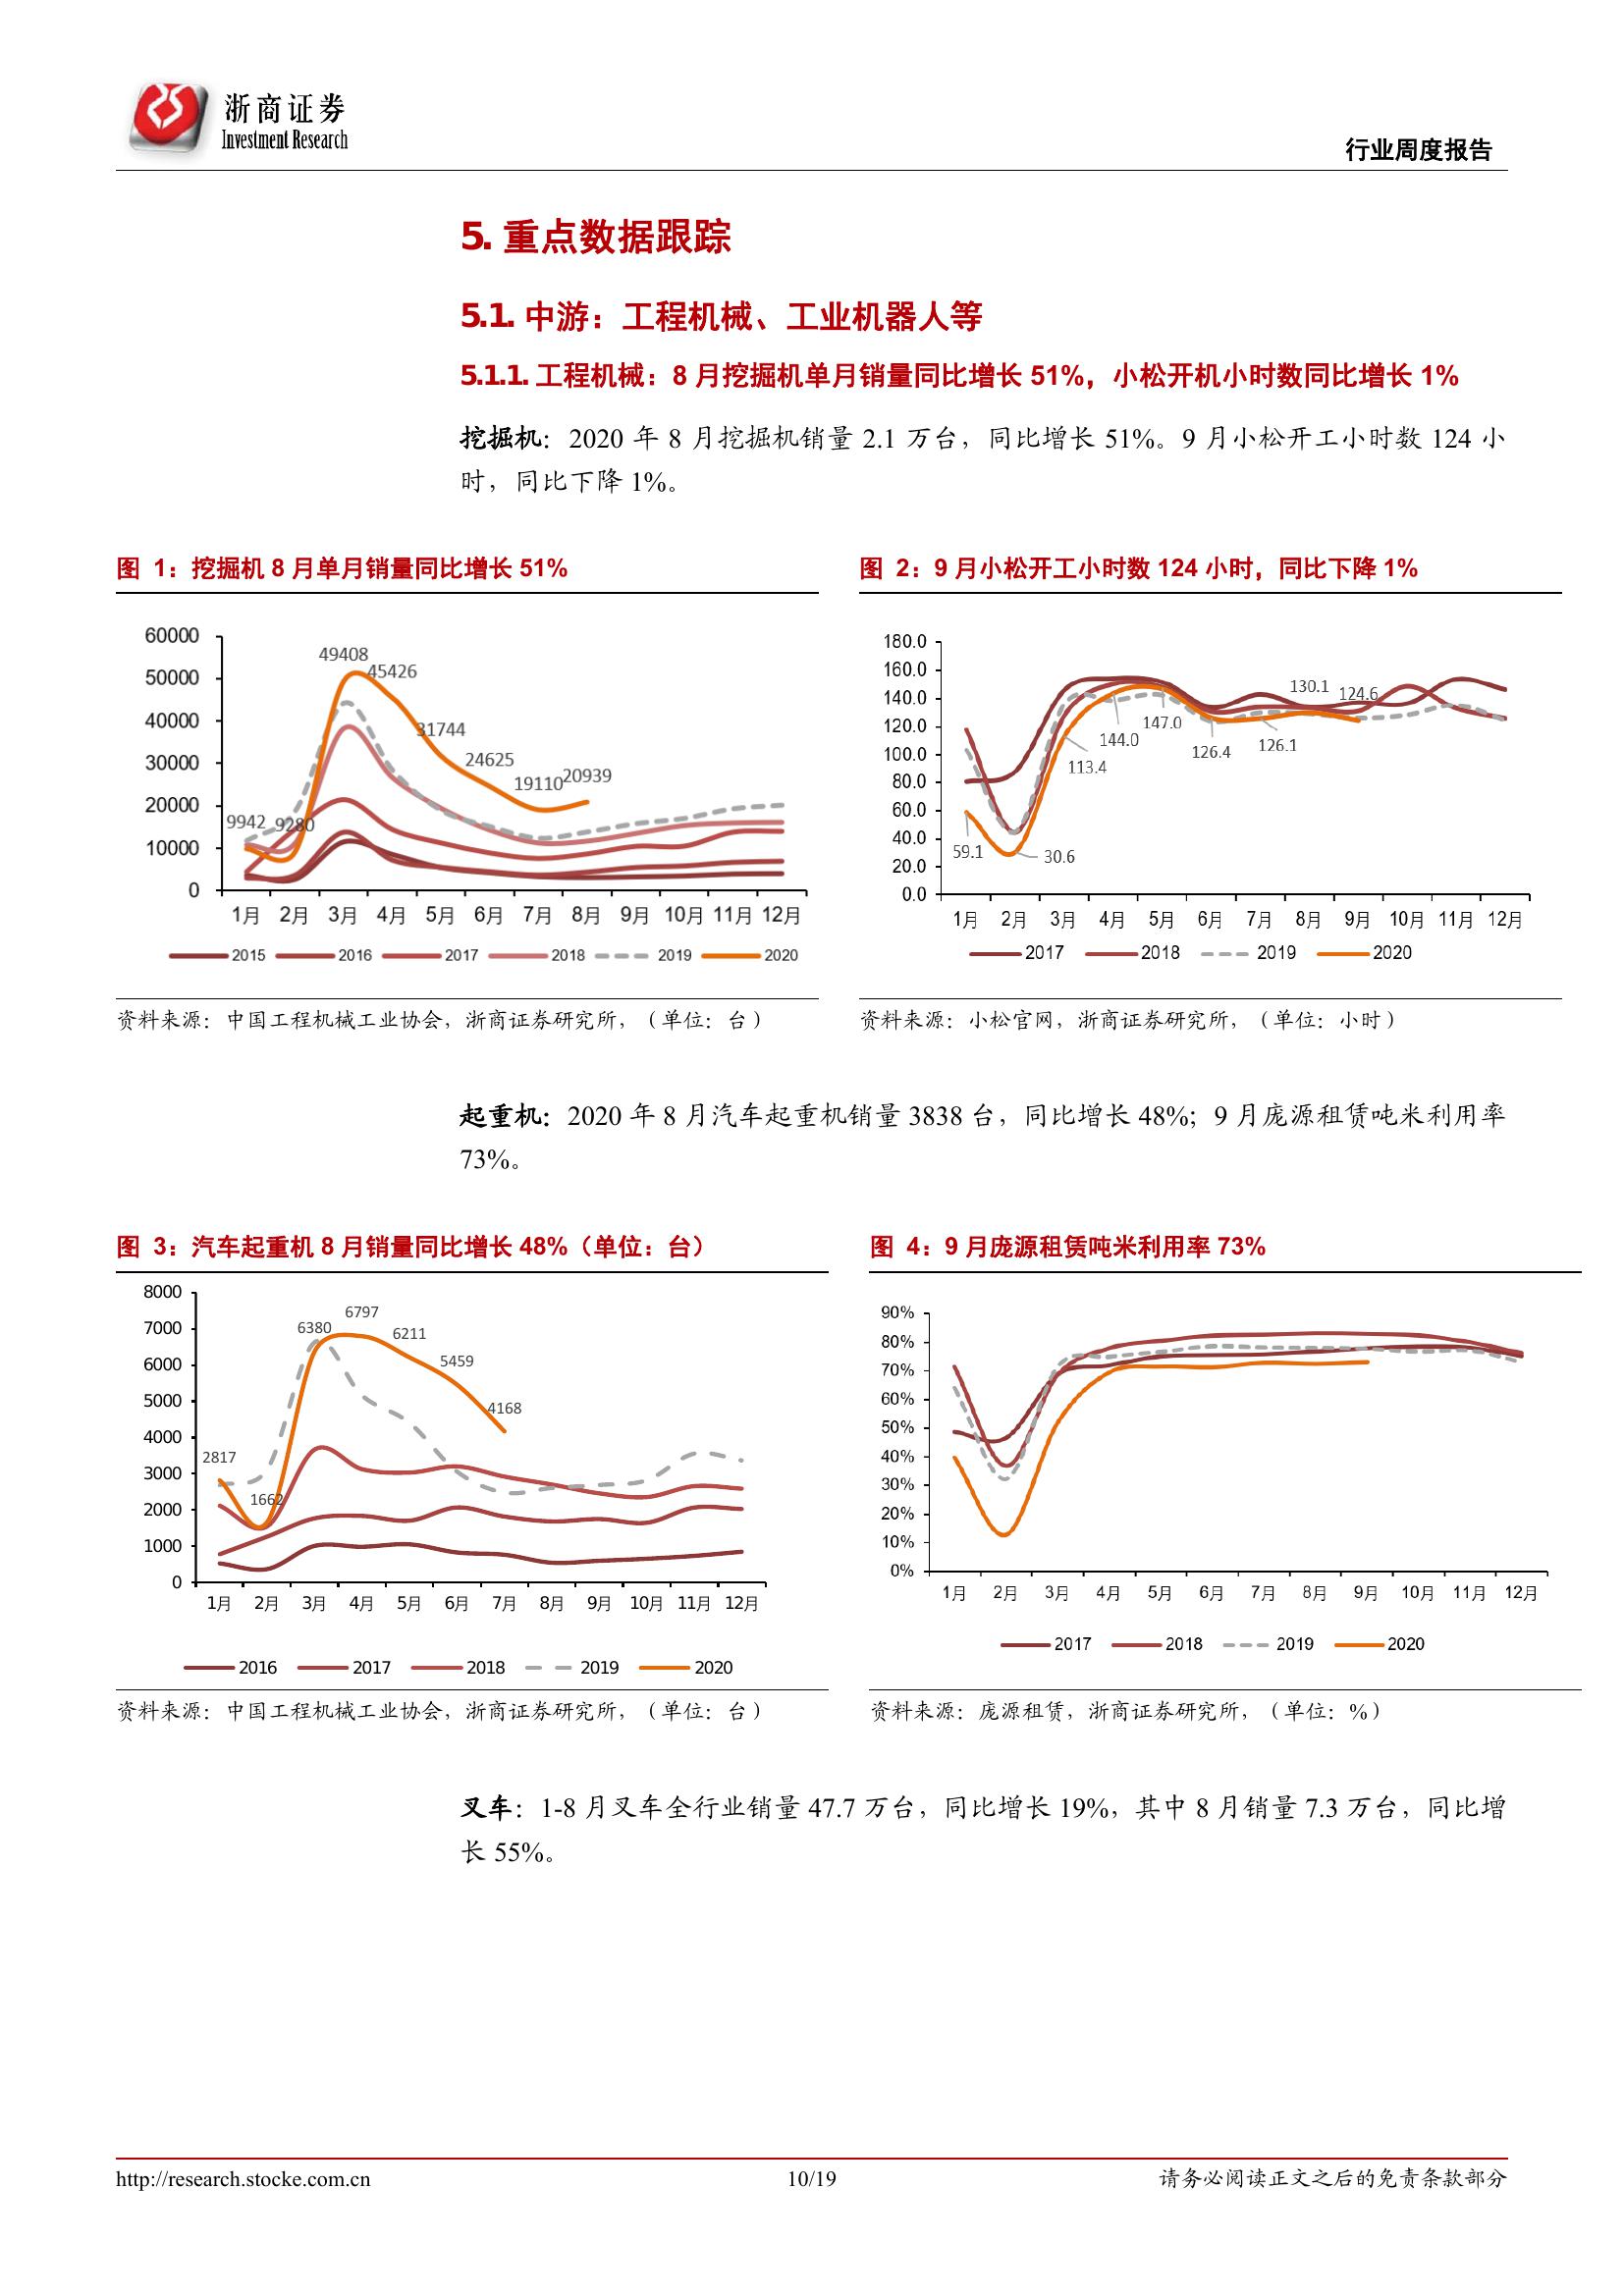 浙商证券
Investment Research
行业周度报告
5. 重点数据跟踪
5.1. 中游：工程机械、工业机器人等
5.1.1. 工程机械：8 月挖掘机单月销量同比增长 51%，小松开机小时数同比增长 1%
挖掘机：2020 年 8 月挖掘机销量 2.1 万台，同比增长 51%。9 月小松开工小时数 124 小
时，同比下降 1%。
图 1：挖掘机 8 月单月销量同比增长 51%
60000
50000
40000
30000
20000
10000
0
9942
9280
49408
45426
31744
24625
19110
20939
1月 2月 3月 4月 5月 6月 7月 8月 9月 10月 11月 12月
2015 2016 2017 2018 2019 2020
资料来源：中国工程机械工业协会，浙商证券研究所，（单位：台）
图 2：9 月小松开工小时数 124 小时，同比下降 1%
180.0
160.0
140.0
120.0
100.0
80.0
60.0
40.0
20.0
0.0
59.1
30.6
113.4
144.0
147.0
126.4
126.1
130.1
124.6
1月 2月 3月 4月 5月 6月 7月 8月 9月 10月 11月 12月
2017 2018 2019 2020
资料来源：小松官网，浙商证券研究所，（单位：小时）
起重机：2020 年 8 月汽车起重机销量 3838 台，同比增长 48%；9 月庞源租赁吨米利用率
73%。
图 3：汽车起重机 8 月销量同比增长 48%（单位：台）
8000
7000
6000
5000
4000
3000
2000
1000
0
2817
1662
6380
6797
6211
5459
4168
1月 2月 3月 4月 5月 6月 7月 8月 9月 10月 11月 12月
2016 2017 2018 2019 2020
资料来源：中国工程机械工业协会，浙商证券研究所，（单位：台）
图 4：9 月庞源租赁吨米利用率 73%
90%
80%
70%
60%
50%
40%
30%
20%
10%
0%
1月 2月 3月 4月 5月 6月 7月 8月 9月 10月 11月 12月
2017 2018 2019 2020
资料来源：庞源租赁，浙商证券研究所，（单位：%）
叉车：1-8 月叉车全行业销量 47.7 万台，同比增长 19%，其中 8 月销量 7.3 万台，同比增
长 55%。
http://research.stocke.com.cn
10/19
请务必阅读正文之后的免责条款部分